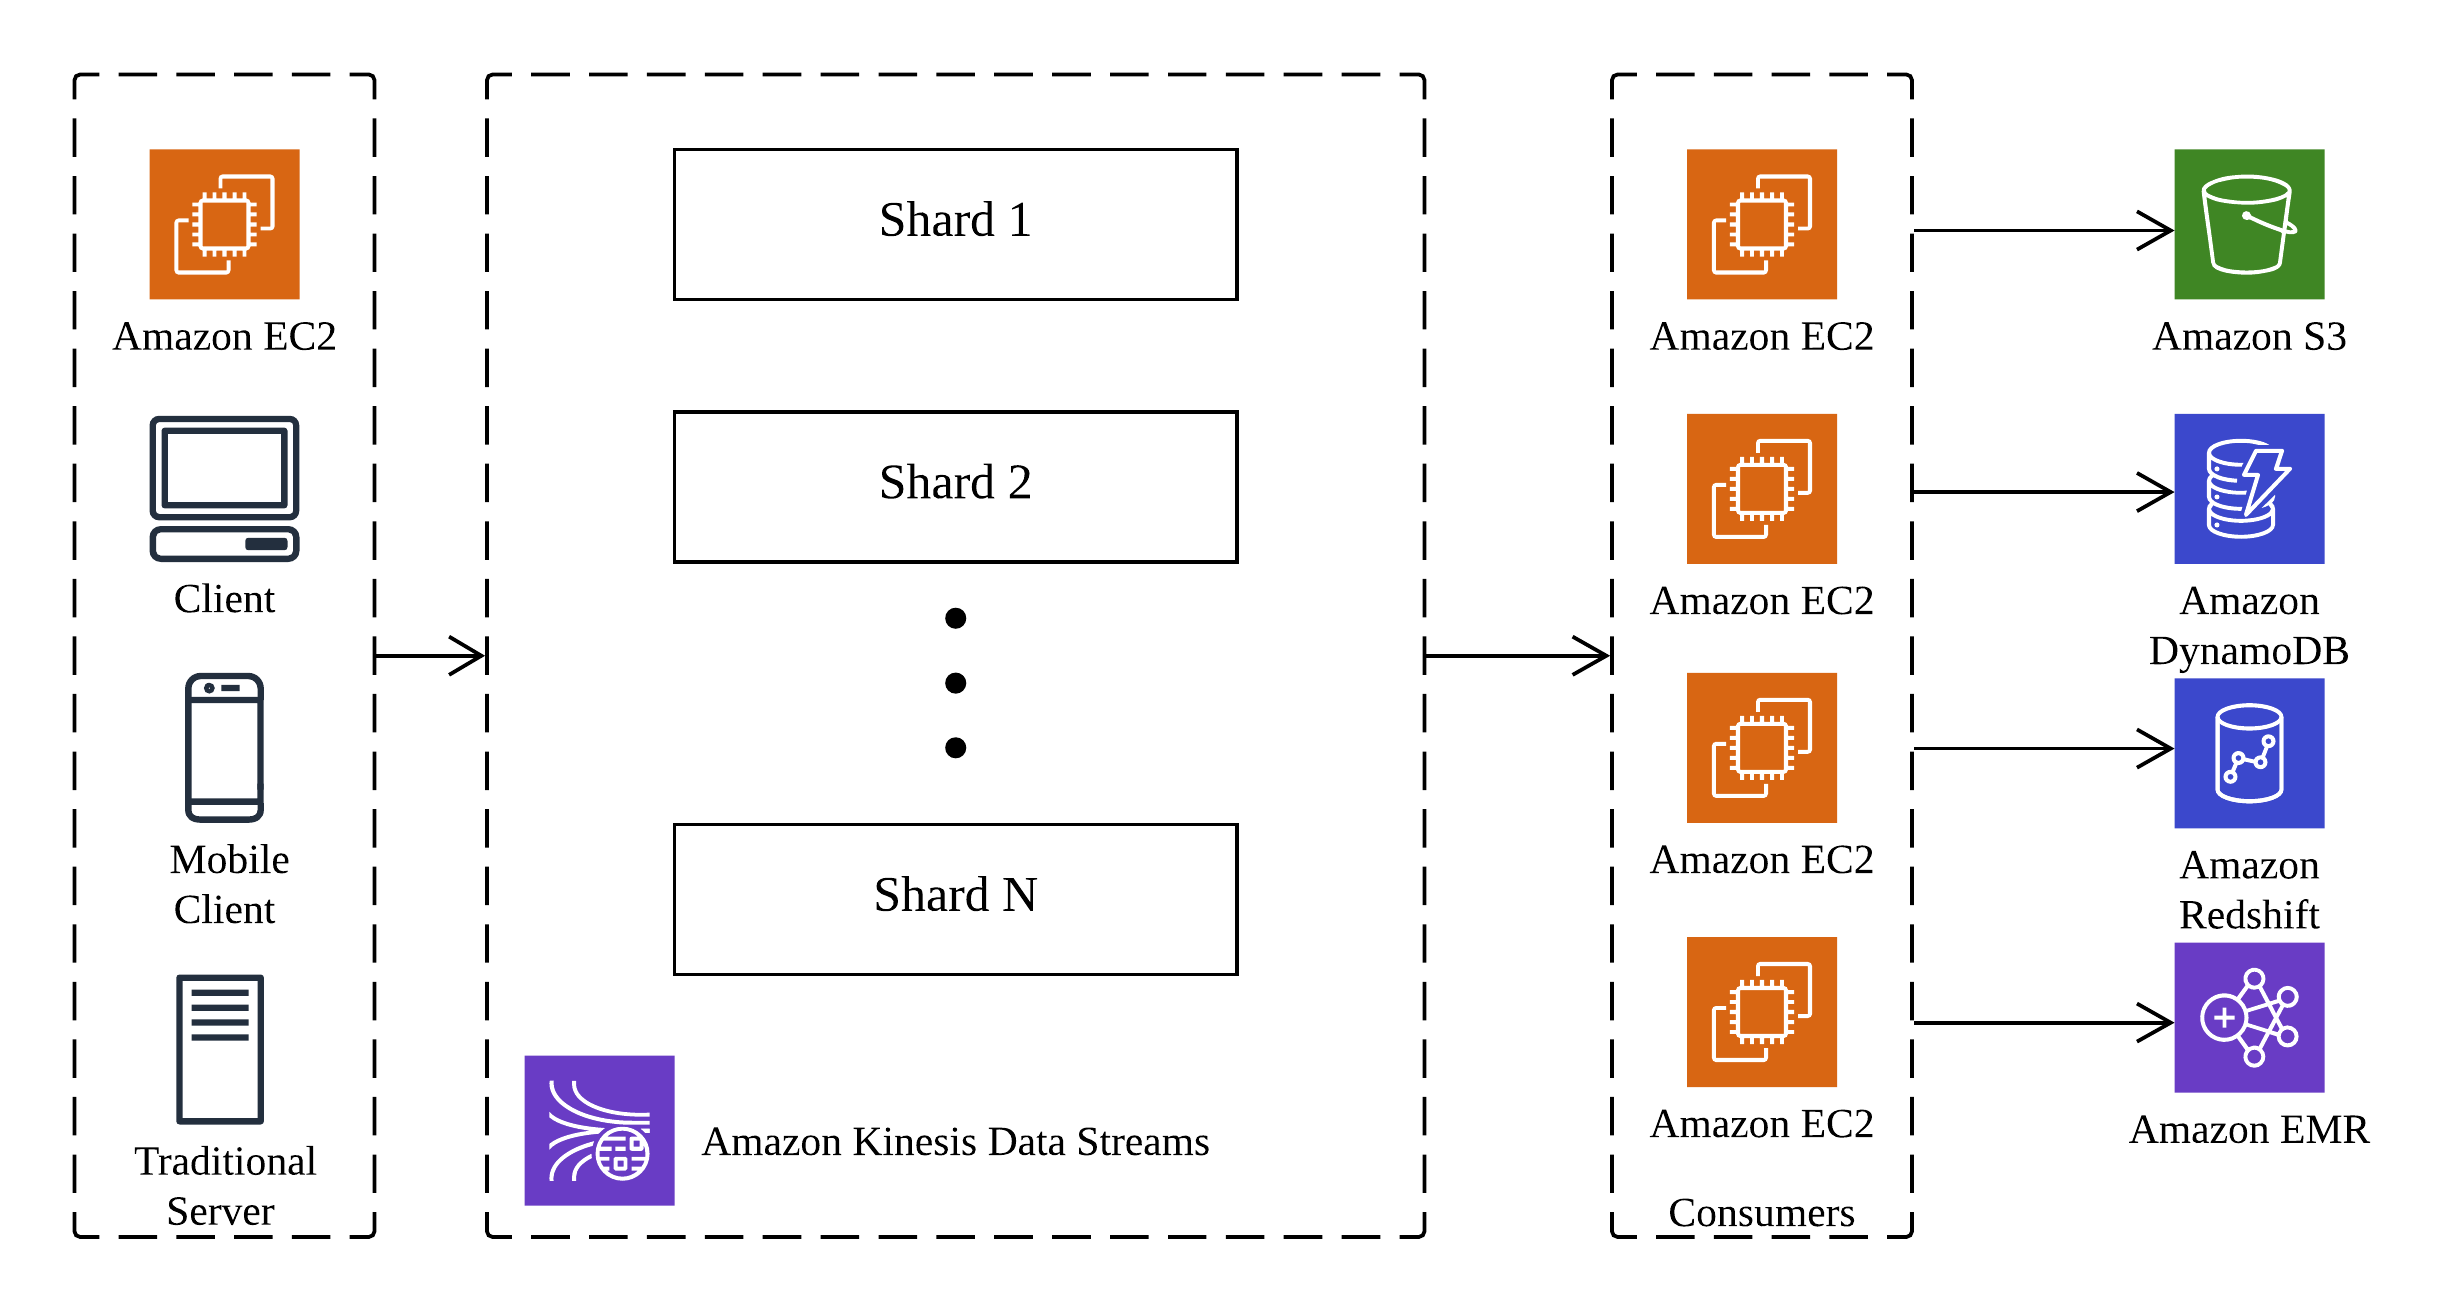 Amazon EC2
Client
Mobile
Client
Traditional
Server
Shard 1
Shard 2
Shard N
Amazon Kinesis Data Streams
Amazon EC2
Amazon EC2
Amazon EC2
Amazon EC2
Consumers
Amazon S3
Amazon
DynamoDB
Amazon
Redshift
Amazon EMR